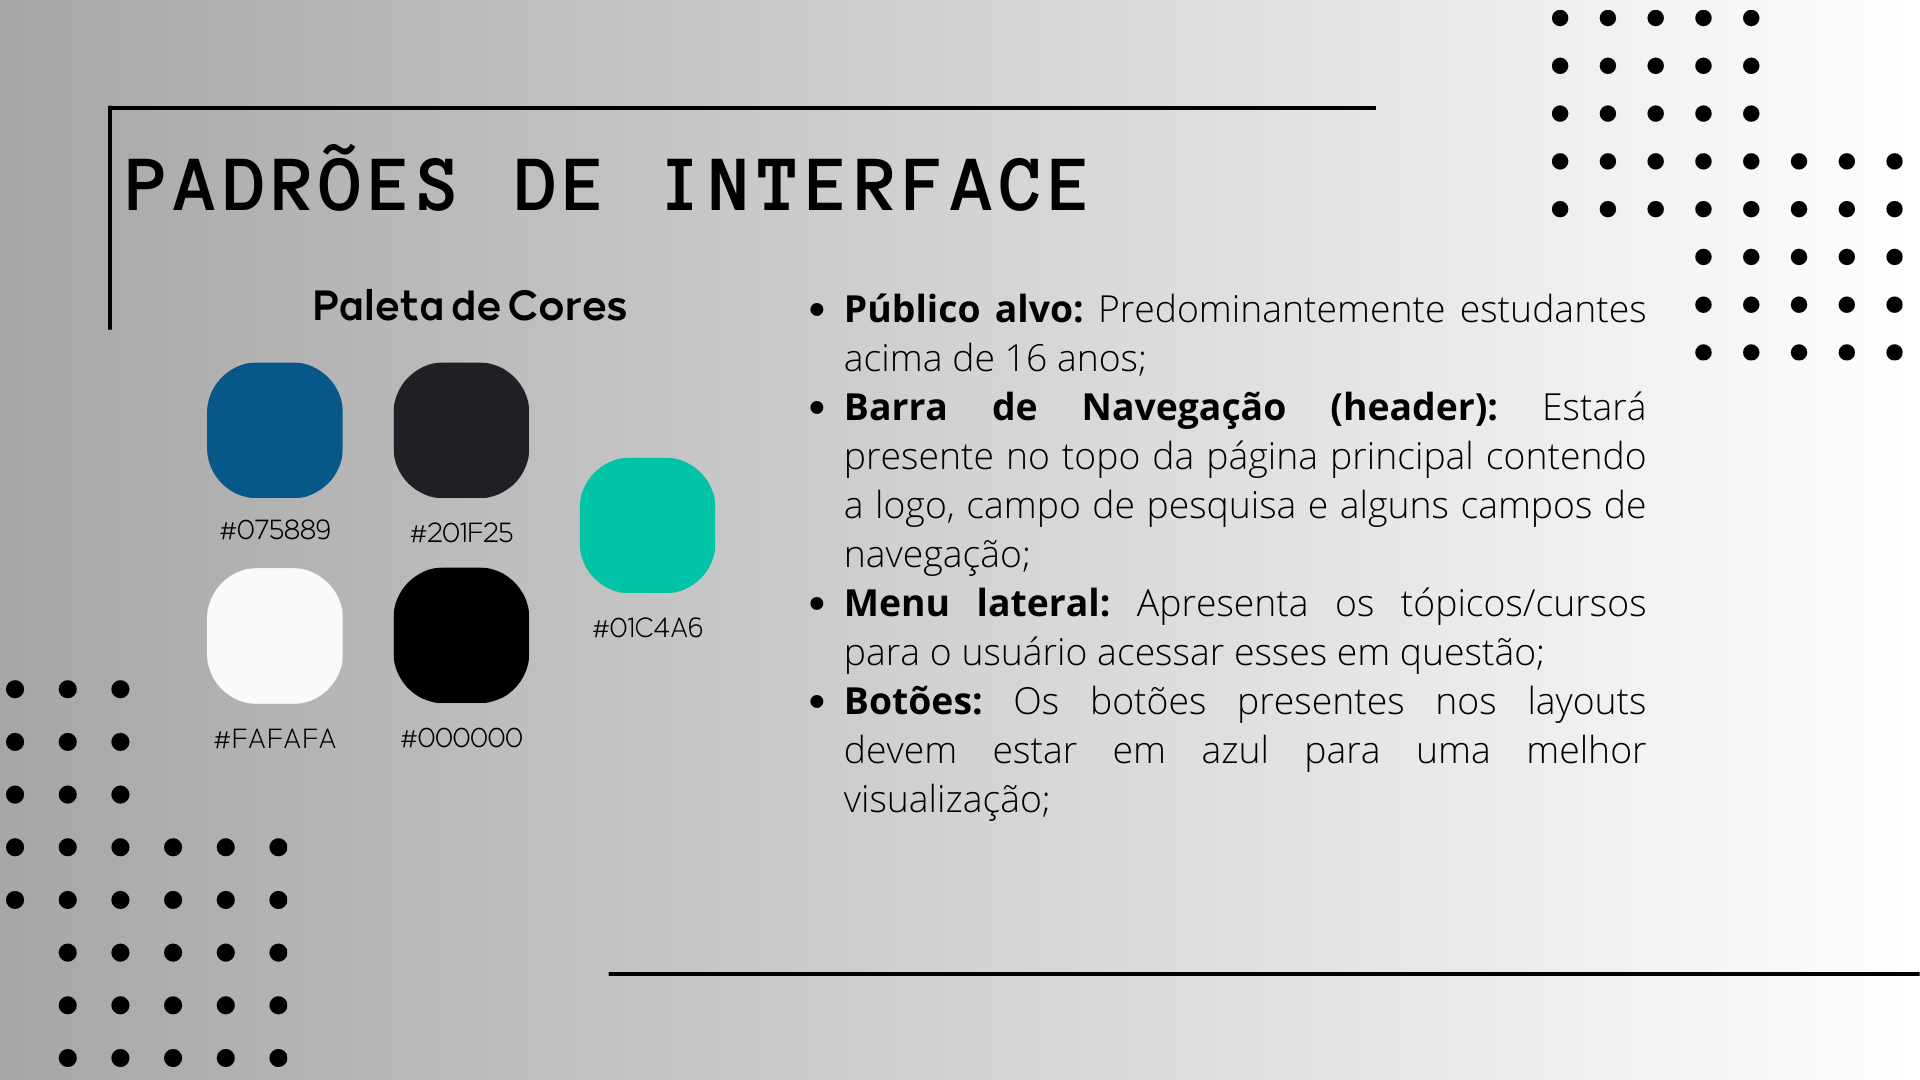 PADRÕES DE INTERFACE
Paleta de Cores
#075889
#201F25
#01C4A6
#FAFAFA
#000000
• Público alvo: Predominantemente estudantes
acima de 16 anos;
• Barra de Navegação (header): Estará
presente no topo da página principal contendo
a logo, campo de pesquisa e alguns campos de
navegação;
• Menu lateral: Apresenta os tópicos/cursos
para o usuário acessar esses em questão;
• Botões: Os botões presentes nos layouts
devem estar em azul para uma melhor
visualização;